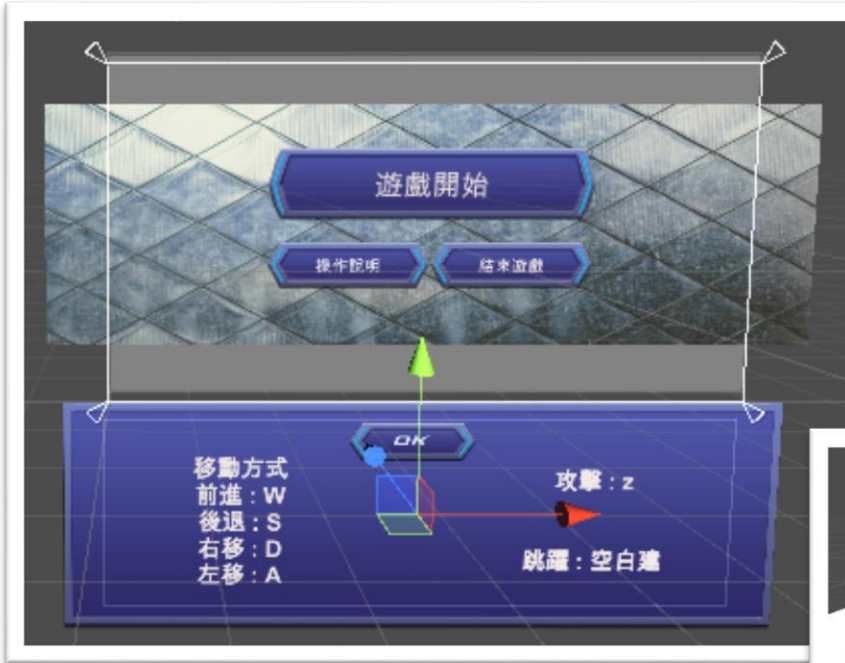 遊戲開始
操作說明
結束遊戲
OK
移動方式
前進：W
後退：S
右移：D
左移：A
攻擊：z
跳躍：空白建